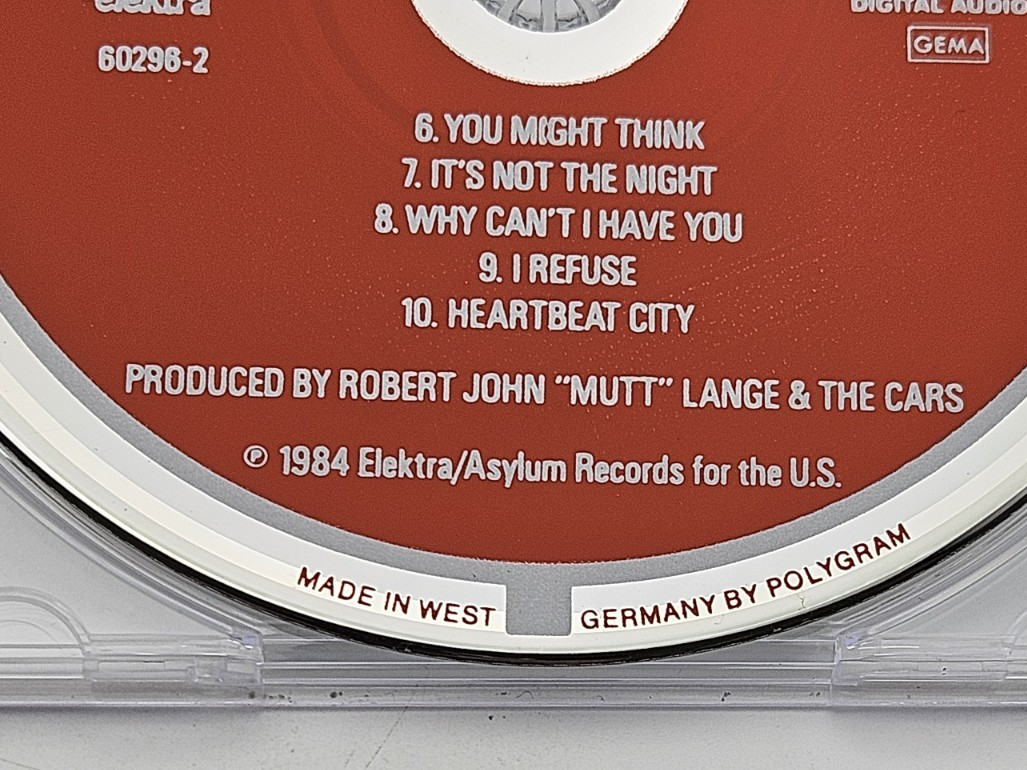 elektra
DIGITAL AUDIO
60296-2
GEMA
6. YOU MIGHT THINK
7. IT'S NOT THE NIGHT
8. WHY CAN'T I HAVE YOU
9. I REFUSE
10. HEARTBEAT CITY
PRODUCED BY ROBERT JOHN "MUTT" LANGE & THE CARS
℗ 1984 Elektra/Asylum Records for the U.S.
MADE IN WEST GERMANY BY POLYGRAM